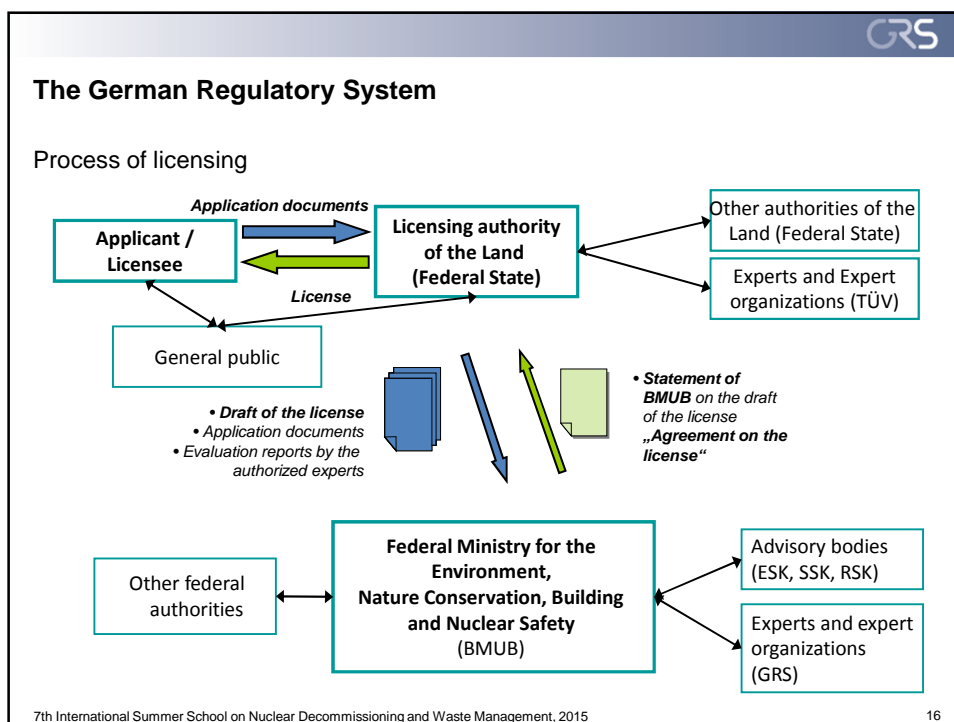 GRS
The German Regulatory System
Process of licensing
Application documents
Applicant /
Licensee
Licensing authority
of the Land
(Federal State)
Other authorities of the
Land (Federal State)
Experts and Expert
organizations (TÜV)
License
General public
• Draft of the license
• Application documents
• Evaluation reports by the
authorized experts
• Statement of
BMUB on the draft
of the license
„Agreement on the
license“
Other federal
authorities
Federal Ministry for the
Environment,
Nature Conservation, Building
and Nuclear Safety
(BMUB)
Advisory bodies
(ESK, SSK, RSK)
Experts and expert
organizations
(GRS)
7th International Summer School on Nuclear Decommissioning and Waste Management, 2015
16